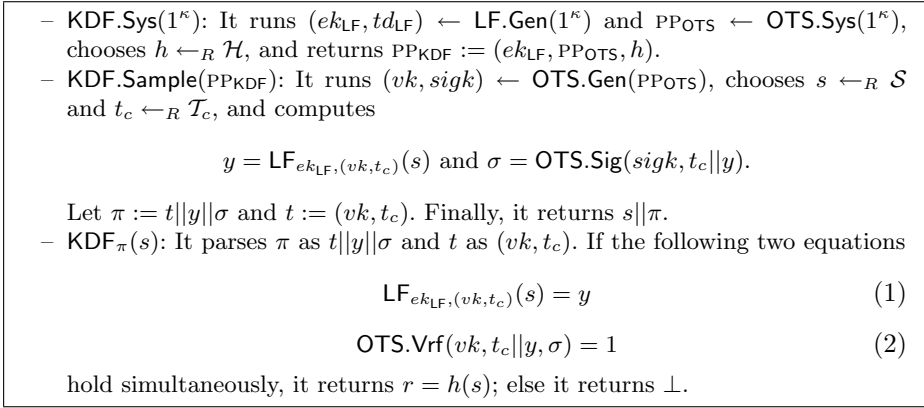 – KDF.Sys(1^κ): It runs (ek_LF, td_LF) ← LF.Gen(1^κ) and PP_OTS ← OTS.Sys(1^κ),
chooses h ←_R ℋ, and returns PP_KDF := (ek_LF, PP_OTS, h).
– KDF.Sample(PP_KDF): It runs (vk, sigk) ← OTS.Gen(PP_OTS), chooses s ←_R 𝒮
and t_c ←_R 𝒯_c, and computes
y = LF_{ek_LF,(vk,t_c)}(s) and σ = OTS.Sig(sigk, t_c||y).
Let π := t||y||σ and t := (vk, t_c). Finally, it returns s||π.
– KDF_π(s): It parses π as t||y||σ and t as (vk, t_c). If the following two equations
LF_{ek_LF,(vk,t_c)}(s) = y (1)
OTS.Vrf(vk, t_c||y, σ) = 1 (2)
hold simultaneously, it returns r = h(s); else it returns ⊥.